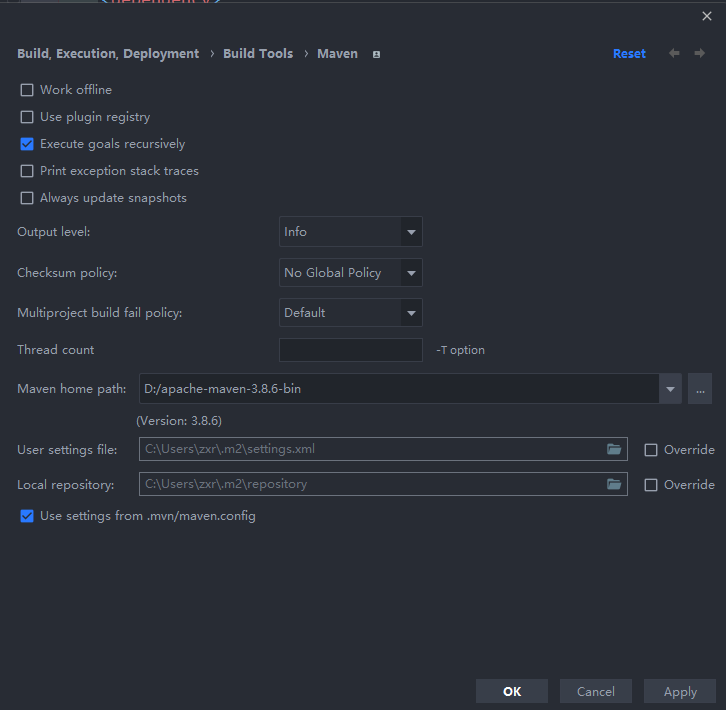 Build, Execution, Deployment › Build Tools › Maven Reset
Work offline
Use plugin registry
Execute goals recursively
Print exception stack traces
Always update snapshots
Output level: Info
Checksum policy: No Global Policy
Multiproject build fail policy: Default
Thread count -T option
Maven home path: D:/apache-maven-3.8.6-bin ...
(Version: 3.8.6)
User settings file: C:\Users\zxr\.m2\settings.xml Override
Local repository: C:\Users\zxr\.m2\repository Override
Use settings from .mvn/maven.config
OK Cancel Apply